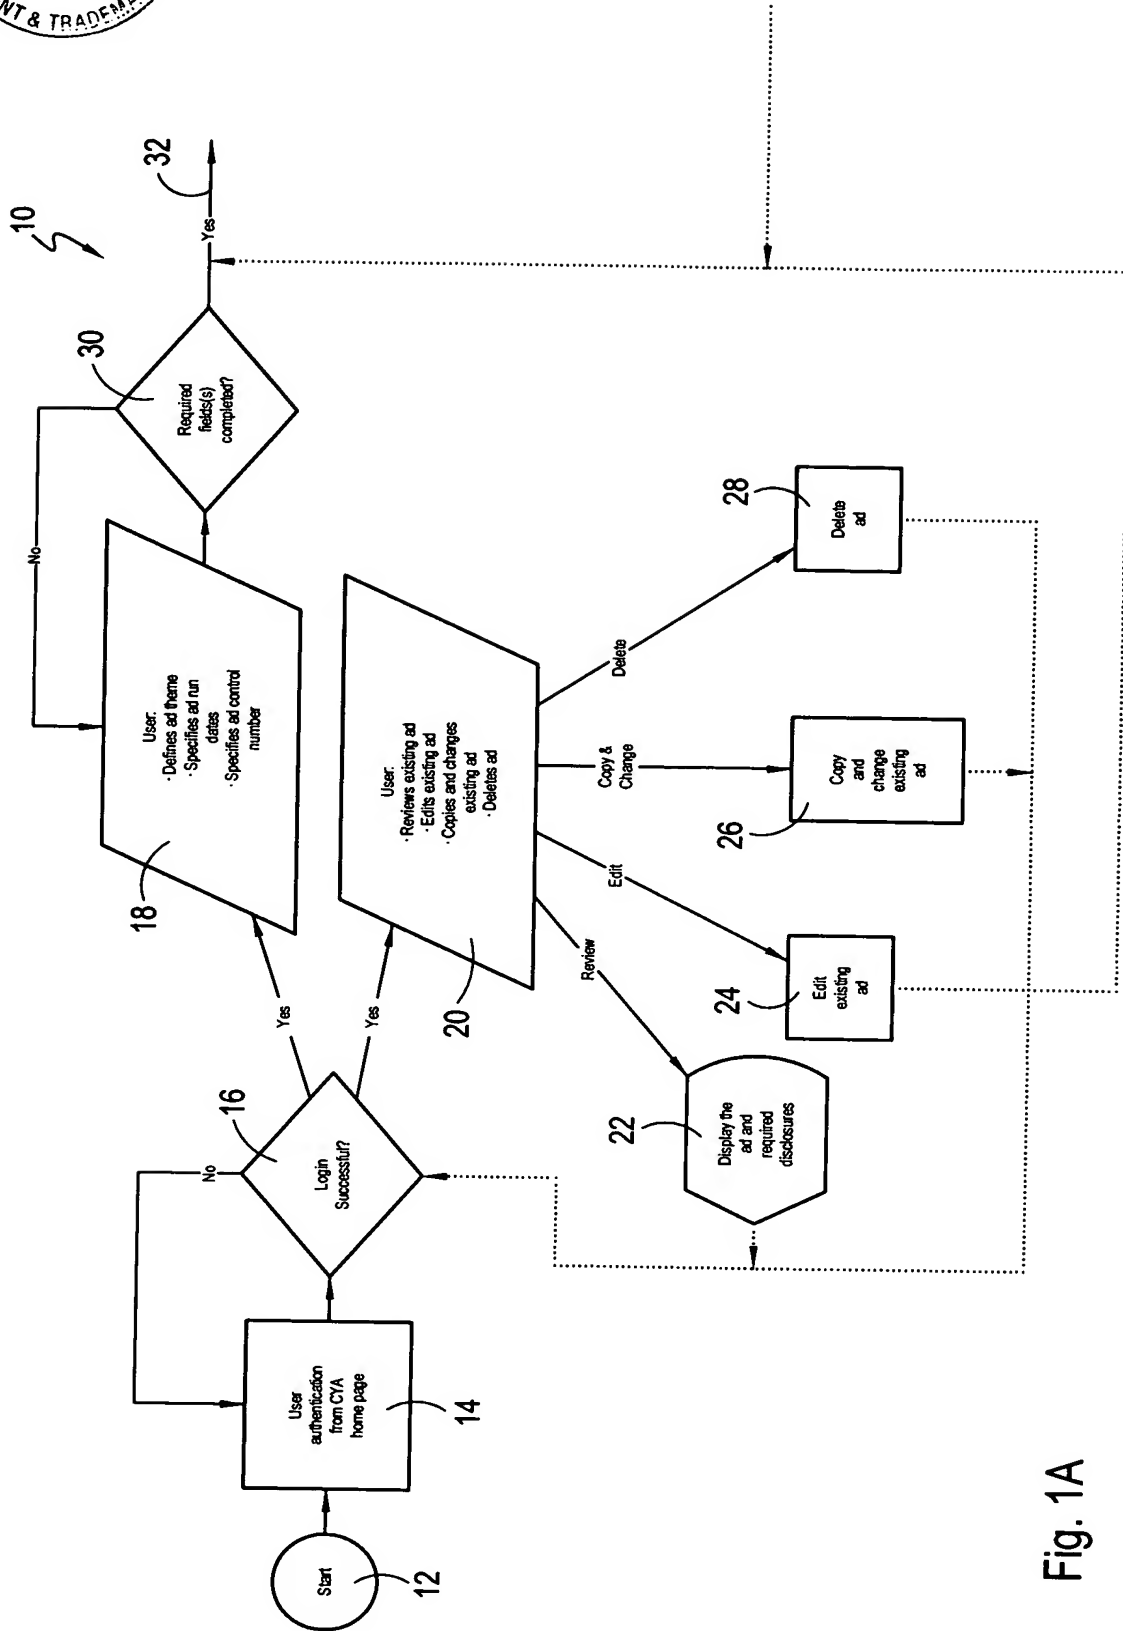 NT & TRADEM
10
32
Yes
30
Required
fields(s)
completed?
No
User:
· Defines ad theme
· Specifies ad run
dates
· Specifies ad control
number
18
Yes
Yes
User:
· Reviews existing ad
· Edits existing ad
· Copies and changes
existing ad
· Deletes ad
20
Review
Edit
Copy &
Change
Delete
28
Delete
ad
26
Copy
and
change
existing
ad
24
Edit
existing
ad
22
Display the
ad and
required
disclosures
16
Login
Successful?
No
User
authentication
from CYA
home page
14
Start
12
Fig. 1A